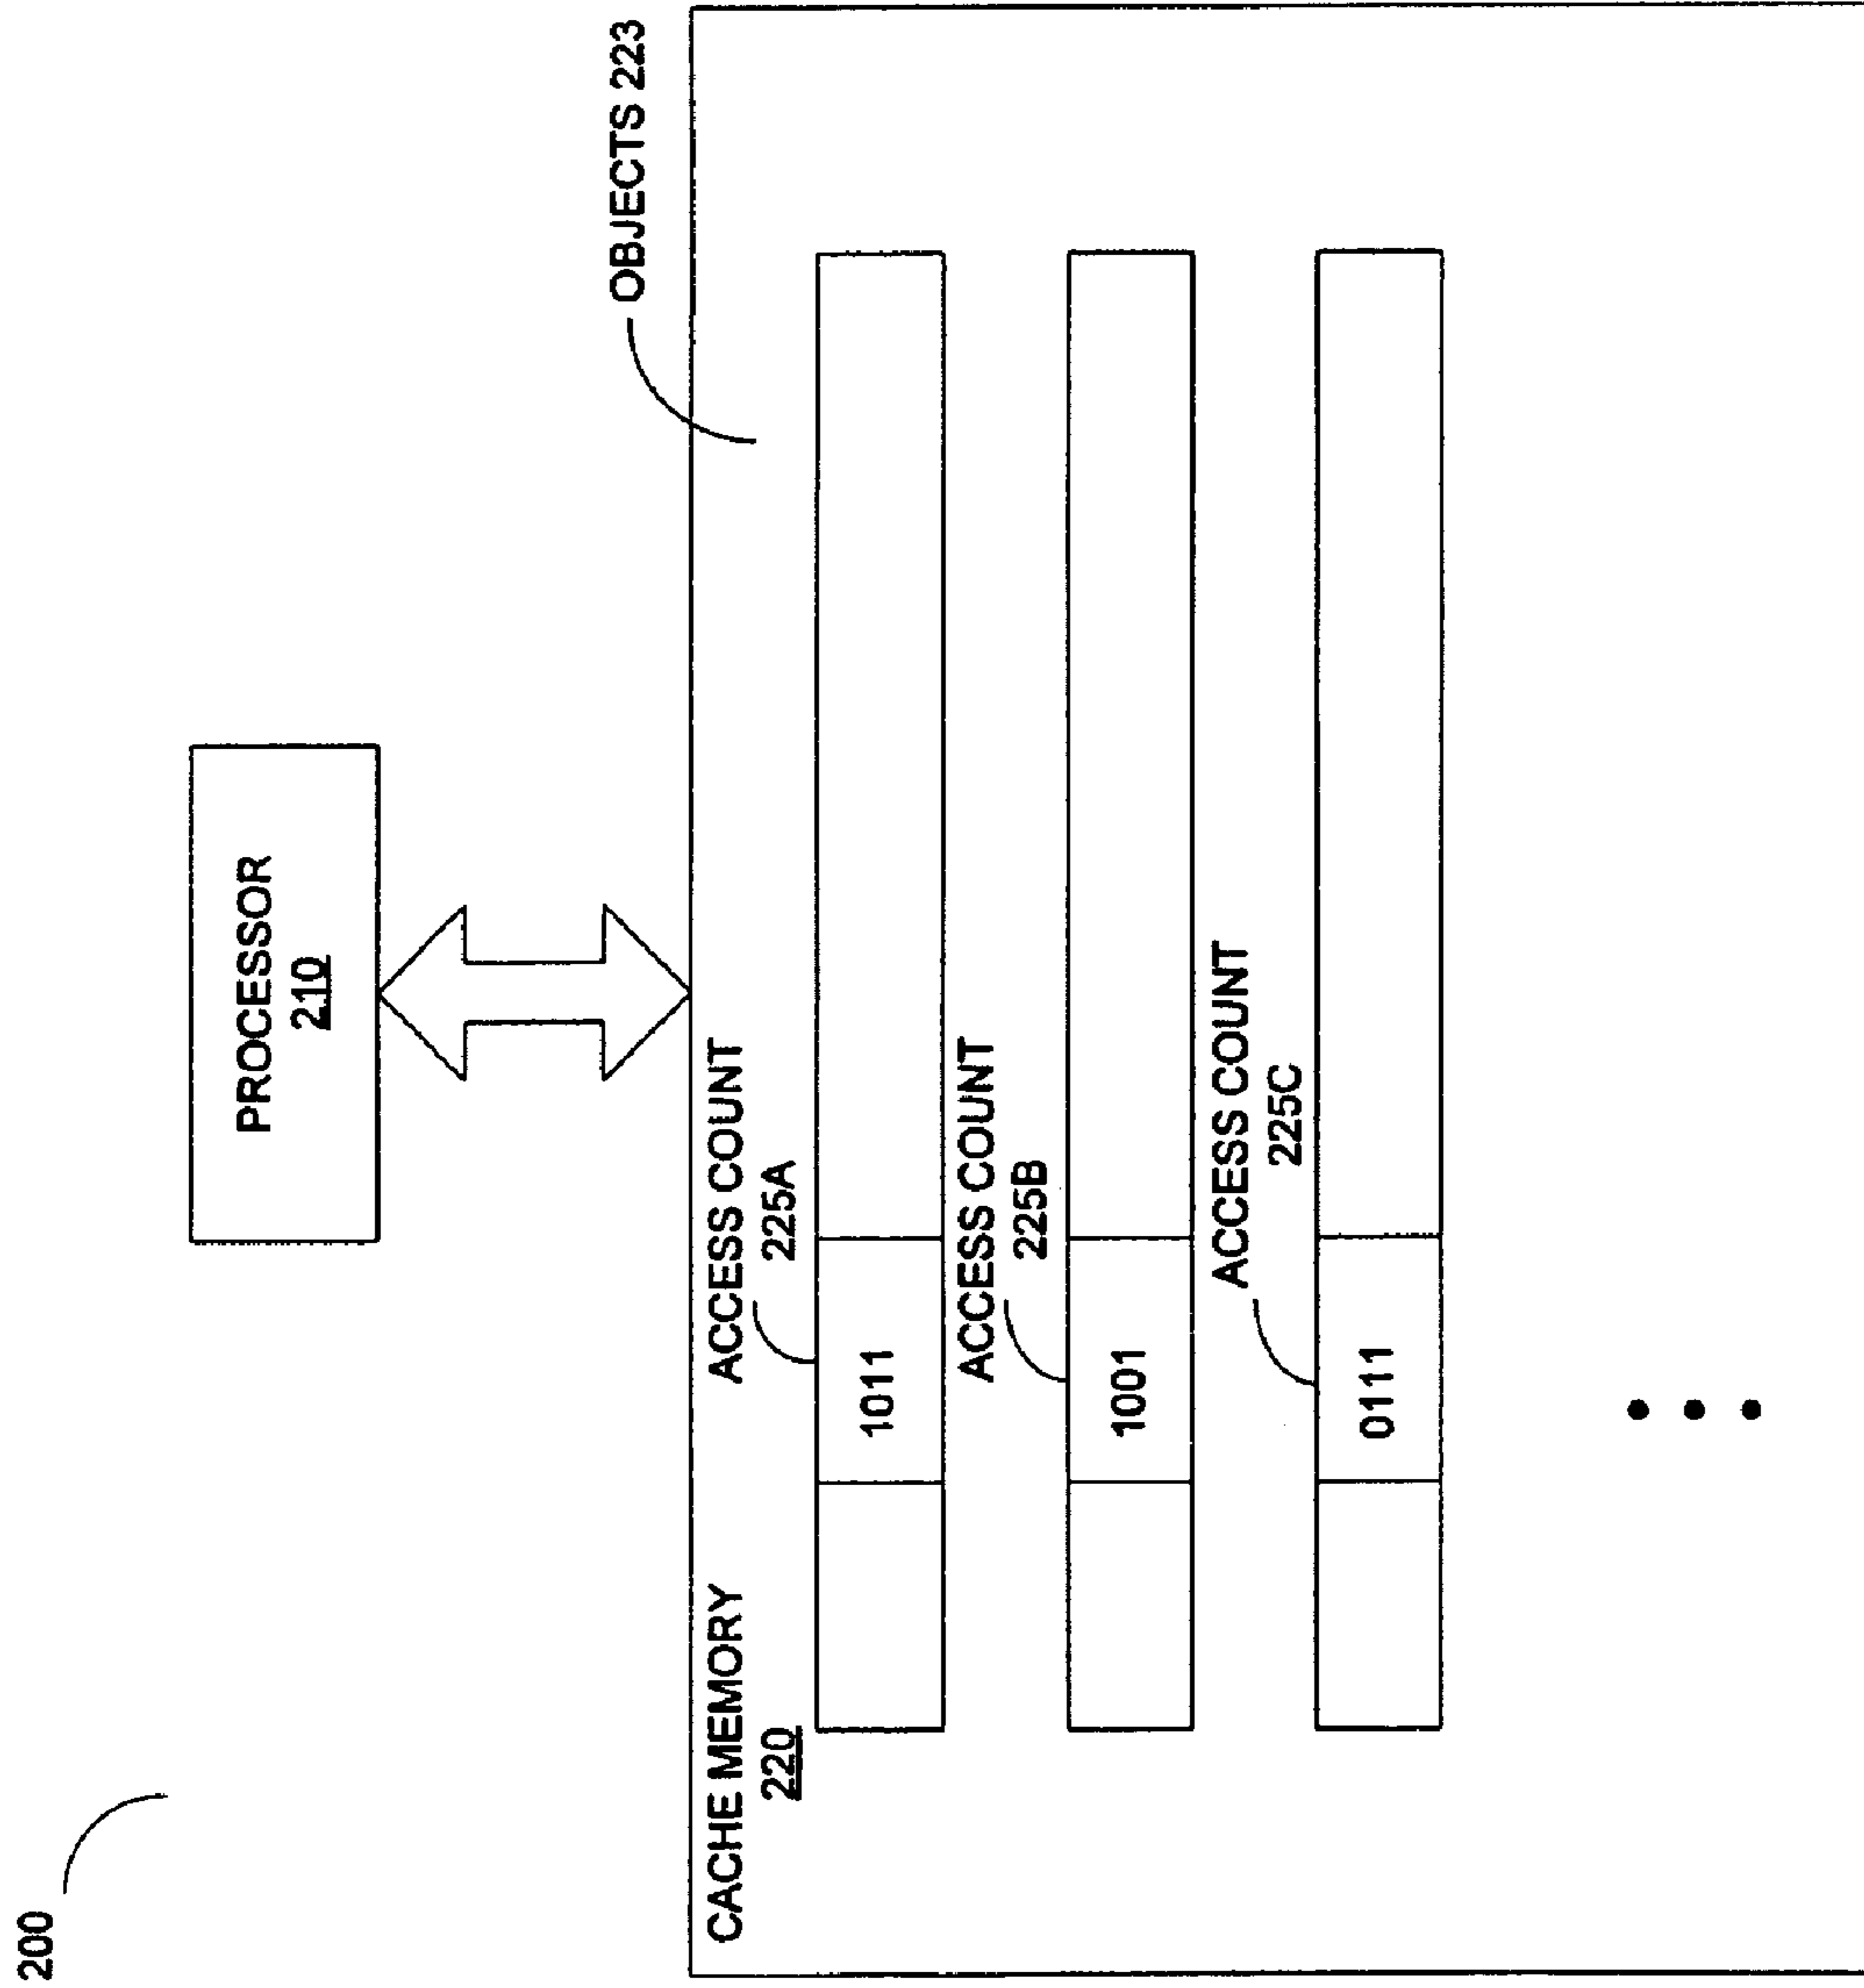 200
PROCESSOR
210
OBJECTS 223
CACHE MEMORY
220
ACCESS COUNT
225A
1011
ACCESS COUNT
225B
1001
ACCESS COUNT
225C
0111